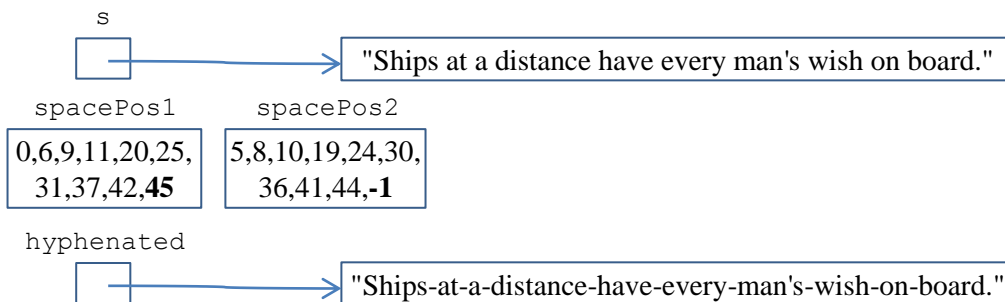 s
"Ships at a distance have every man's wish on board."
spacePos1 spacePos2
0,6,9,11,20,25,
31,37,42,45
5,8,10,19,24,30,
36,41,44,-1
hyphenated
"Ships-at-a-distance-have-every-man's-wish-on-board."